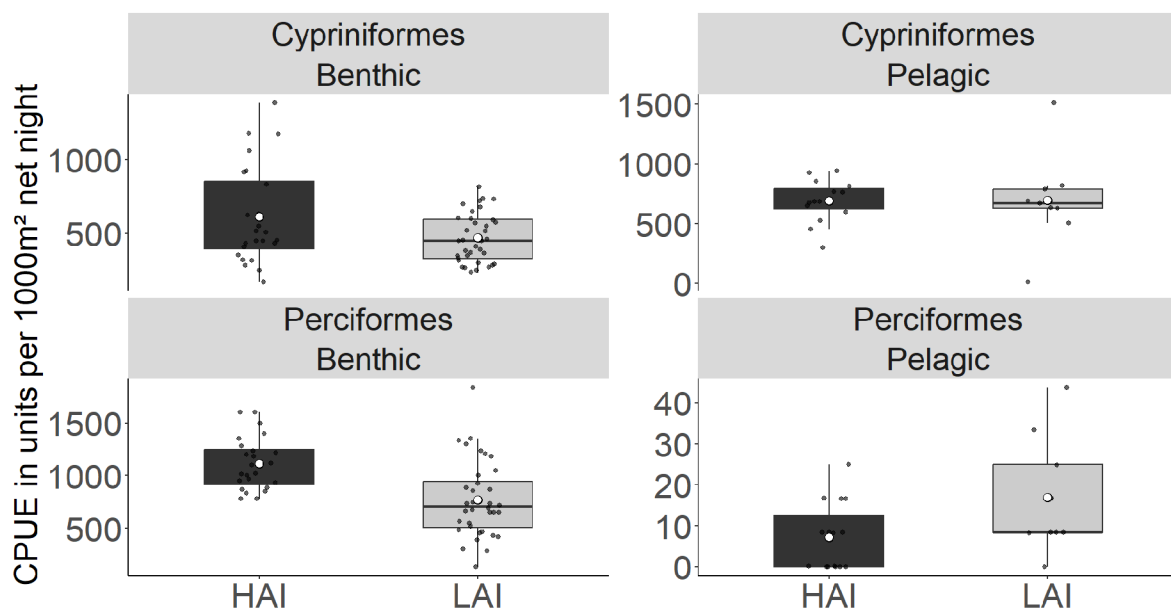 CPUE in units per 1000m² net night
Cypriniformes
Benthic
1000
500
Cypriniformes
Pelagic
1500
1000
500
0
Perciformes
Benthic
1500
1000
500
HAI
LAI
Perciformes
Pelagic
40
30
20
10
0
HAI
LAI